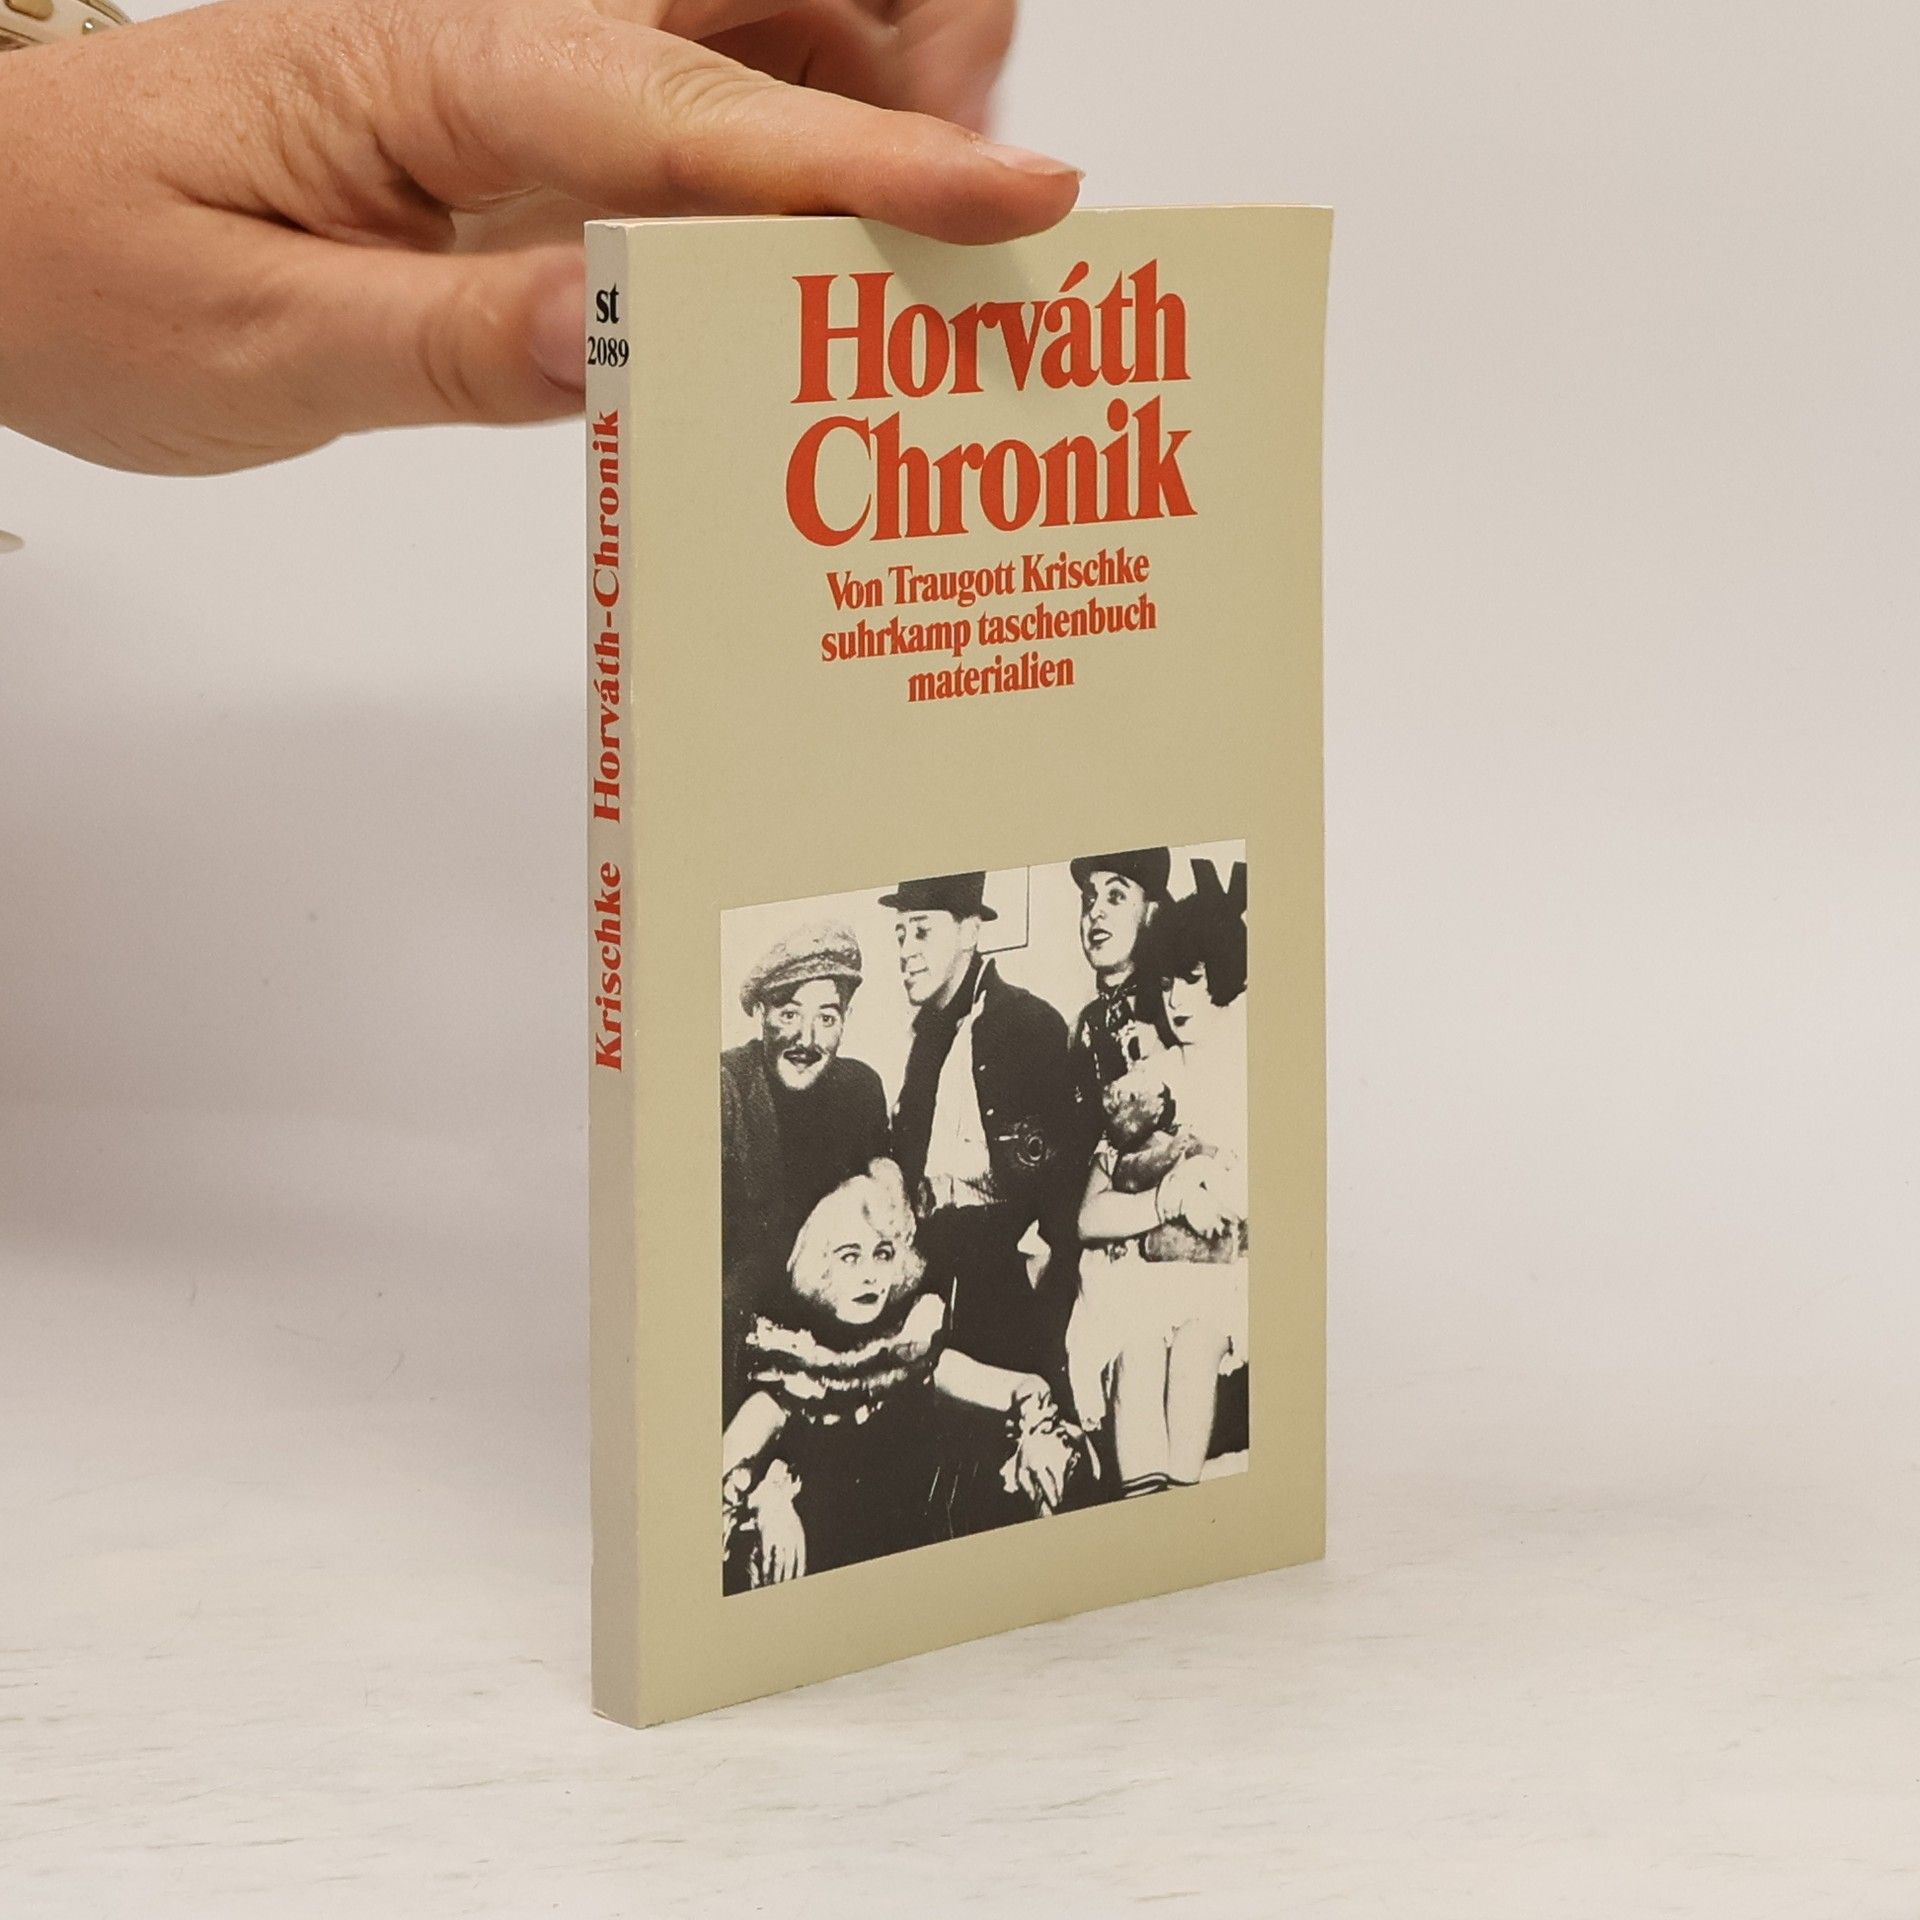 st
2089
Krischke Horváth-Chronik
Horváth
Chronik
Von Traugott Krischke
suhrkamp taschenbuch
materialien